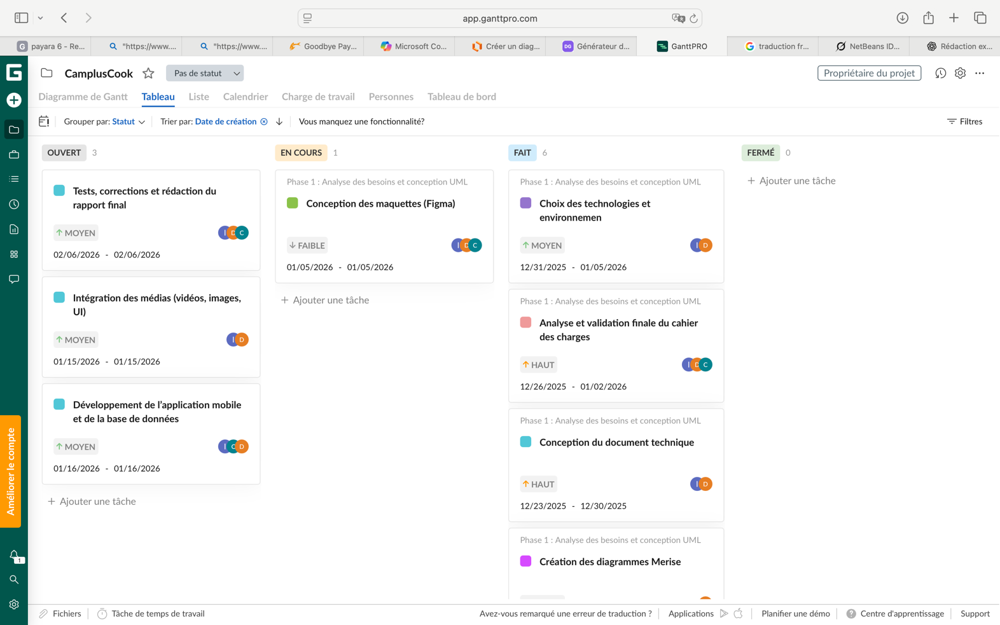 app.ganttpro.com
payara 6 - Re...
"https://www....
"https://www....
Goodbye Pay...
Microsoft Co...
Créer un diag...
DG
Générateur d...
GanttPRO
traduction fr...
NetBeans ID...
Rédaction ex...
CamplusCook
Pas de statut
Propriétaire du projet
Diagramme de Gantt
Tableau
Liste
Calendrier
Charge de travail
Personnes
Tableau de bord
Grouper par: Statut
Trier par: Date de création
Vous manquez une fonctionnalité?
Filtres
OUVERT 3
Tests, corrections et rédaction du
rapport final
MOYEN
I D C
02/06/2026 - 02/06/2026
Intégration des médias (vidéos, images,
UI)
MOYEN
I D
01/15/2026 - 01/15/2026
Développement de l'application mobile
et de la base de données
MOYEN
I C D
01/16/2026 - 01/16/2026
+ Ajouter une tâche
EN COURS 1
Phase 1 : Analyse des besoins et conception UML
Conception des maquettes (Figma)
FAIBLE
I D C
01/05/2026 - 01/05/2026
+ Ajouter une tâche
FAIT 6
Phase 1 : Analyse des besoins et conception UML
Choix des technologies et
environnemen
MOYEN
I D
12/31/2025 - 01/05/2026
Phase 1 : Analyse des besoins et conception UML
Analyse et validation finale du cahier
des charges
HAUT
I D C
12/26/2025 - 01/02/2026
Phase 1 : Analyse des besoins et conception UML
Conception du document technique
HAUT
I D
12/23/2025 - 12/30/2025
Phase 1 : Analyse des besoins et conception UML
Création des diagrammes Merise
FERMÉ 0
+ Ajouter une tâche
Améliorer le compte
1
Fichiers
Tâche de temps de travail
Avez-vous remarqué une erreur de traduction ?
Applications
Planifier une démo
Centre d'apprentissage
Support